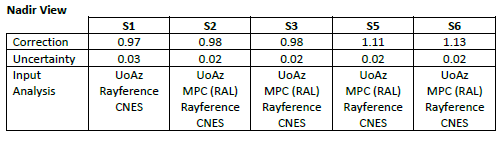 Nadir View
S1 S2 S3 S5 S6
Correction 0.97 0.98 0.98 1.11 1.13
Uncertainty 0.03 0.02 0.02 0.02 0.02
Input UoAz UoAz UoAz UoAz UoAz
Analysis Rayference MPC (RAL) MPC (RAL) MPC (RAL) MPC (RAL)
CNES Rayference Rayference Rayference Rayference
CNES CNES CNES CNES